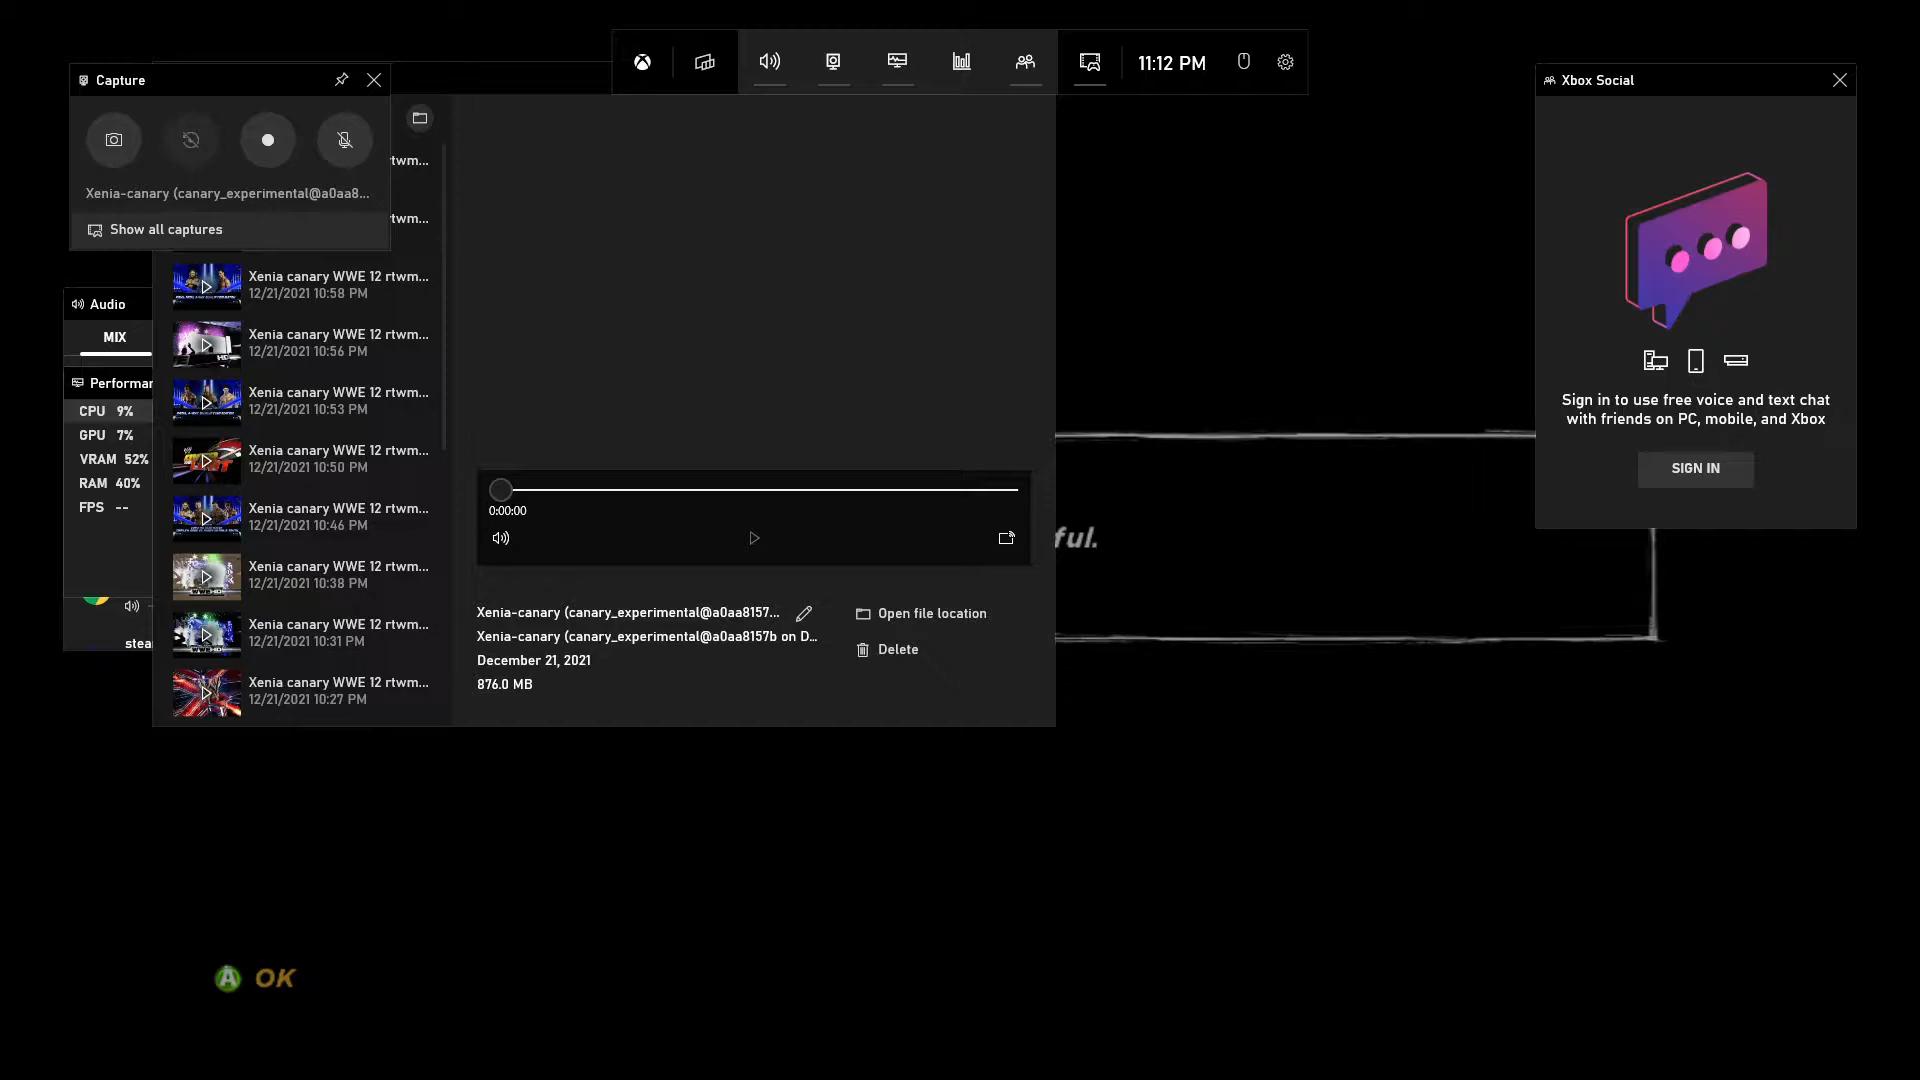 11:12 PM
Capture
Xenia-canary (canary_experimental@a0aa8...
Show all captures
Audio
MIX
Performan
CPU 9%
GPU 7%
VRAM 52%
RAM 40%
FPS --
stea
rtwm...
rtwm...
Xenia canary WWE 12 rtwm...
12/21/2021 10:58 PM
Xenia canary WWE 12 rtwm...
12/21/2021 10:56 PM
Xenia canary WWE 12 rtwm...
12/21/2021 10:53 PM
Xenia canary WWE 12 rtwm...
12/21/2021 10:50 PM
Xenia canary WWE 12 rtwm...
12/21/2021 10:46 PM
Xenia canary WWE 12 rtwm...
12/21/2021 10:38 PM
Xenia canary WWE 12 rtwm...
12/21/2021 10:31 PM
Xenia canary WWE 12 rtwm...
12/21/2021 10:27 PM
0:00:00
Xenia-canary (canary_experimental@a0aa8157...
Xenia-canary (canary_experimental@a0aa8157b on D...
December 21, 2021
876.0 MB
Open file location
Delete
Xbox Social
Sign in to use free voice and text chat
with friends on PC, mobile, and Xbox
SIGN IN
ful.
A OK